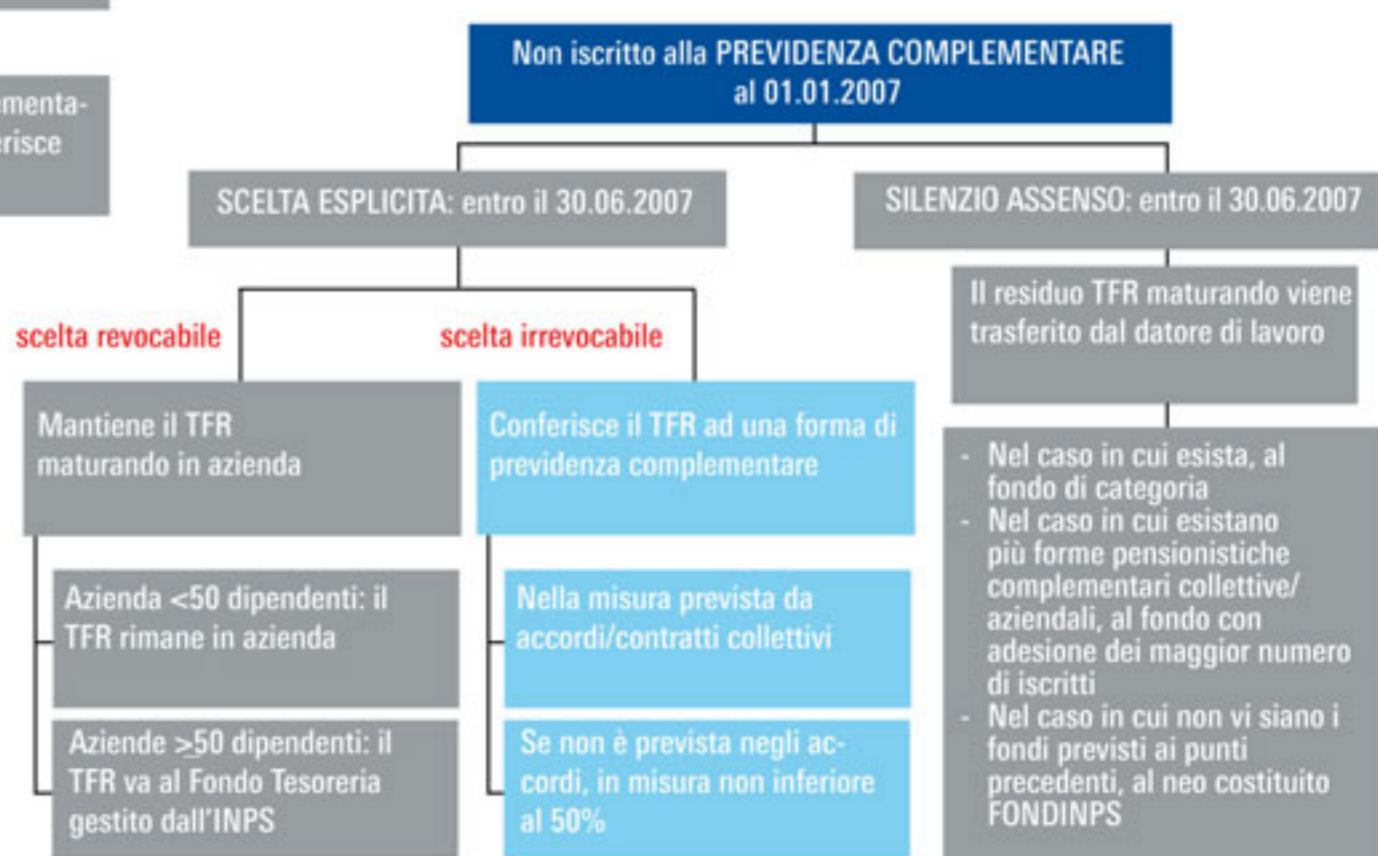 ementa-
erisce
Non iscritto alla PREVIDENZA COMPLEMENTARE
al 01.01.2007
SCELTA ESPLICITA: entro il 30.06.2007
SILENZIO ASSENSO: entro il 30.06.2007
scelta revocabile
scelta irrevocabile
Mantiene il TFR
maturando in azienda
Azienda <50 dipendenti: il
TFR rimane in azienda
Aziende ≥50 dipendenti: il
TFR va al Fondo Tesoreria
gestito dall'INPS
Conferisce il TFR ad una forma di
previdenza complementare
Nella misura prevista da
accordi/contratti collettivi
Se non è prevista negli ac-
cordi, in misura non inferiore
al 50%
Il residuo TFR maturando viene
trasferito dal datore di lavoro
- Nel caso in cui esista, al
fondo di categoria
- Nel caso in cui esistano
più forme pensionistiche
complementari collettive/
aziendali, al fondo con
adesione dei maggior numero
di iscritti
- Nel caso in cui non vi siano i
fondi previsti ai punti
precedenti, al neo costituito
FONDINPS